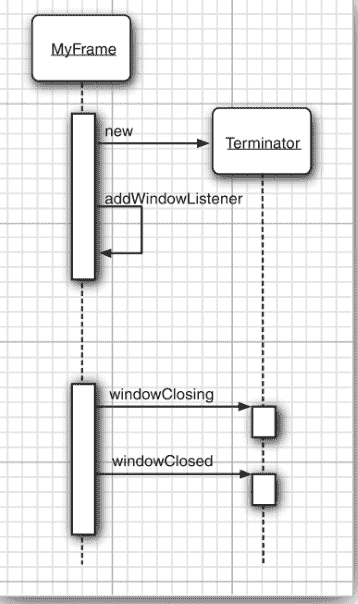 MyFrame
new
Terminator
addWindowListener
windowClosing
windowClosed